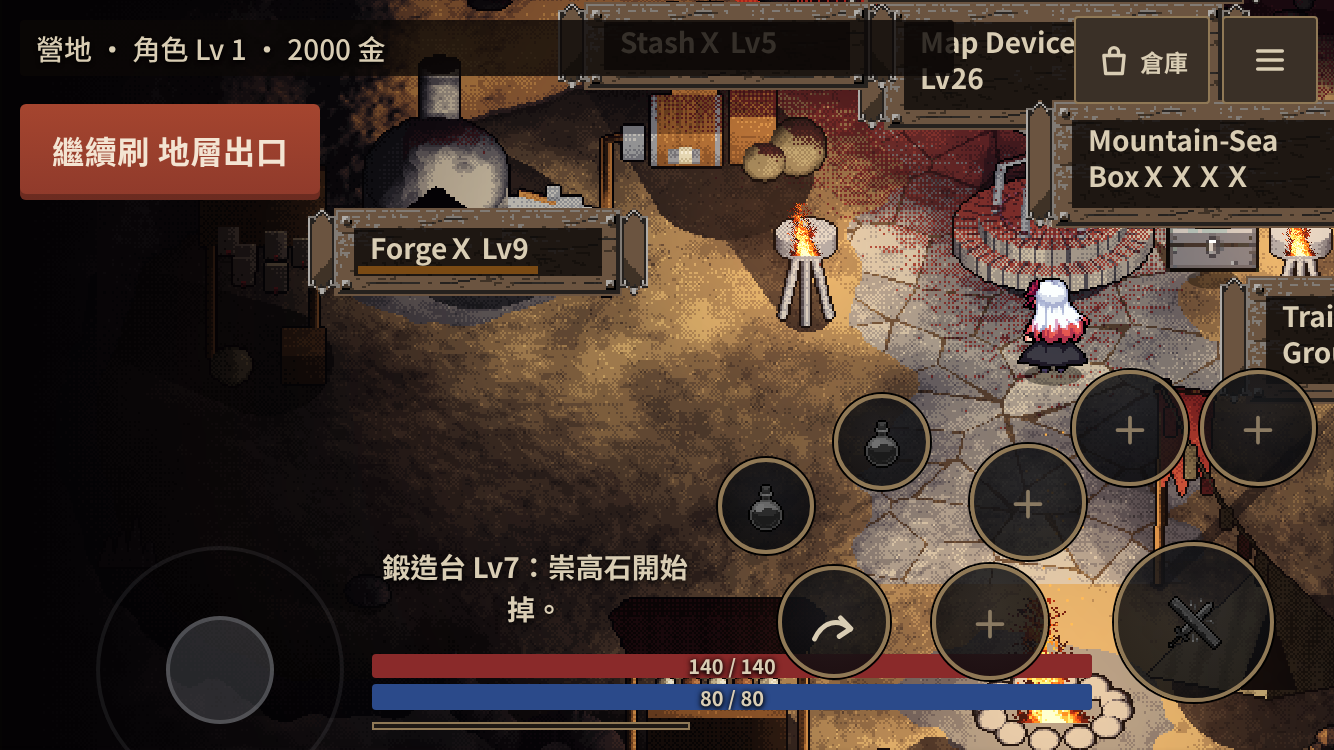 營地 · 角色 Lv 1 · 2000 金
Stash X Lv5
Map Device
Lv26
倉庫
繼續刷 地層出口
Mountain-Sea
Box X X X X
Forge X Lv9
鍛造台 Lv7：崇高石開始
掉。
140 / 140
80 / 80